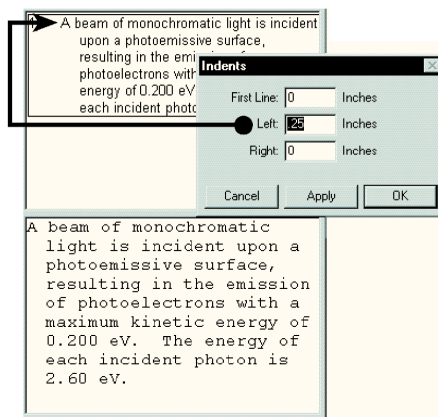 A beam of monochromatic light is incident
upon a photoemissive surface,
resulting in the of
photoelectrons
energy of 0.200 eV
each incident
Indents
First Line: 0 Inches
Left: .25 Inches
Right: 0 Inches
Cancel Apply OK
A beam of monochromatic
light is incident upon a
photoemissive surface,
resulting in the emission
of photoelectrons with a
maximum kinetic energy of
0.200 eV. The energy of
each incident photon is
2.60 eV.